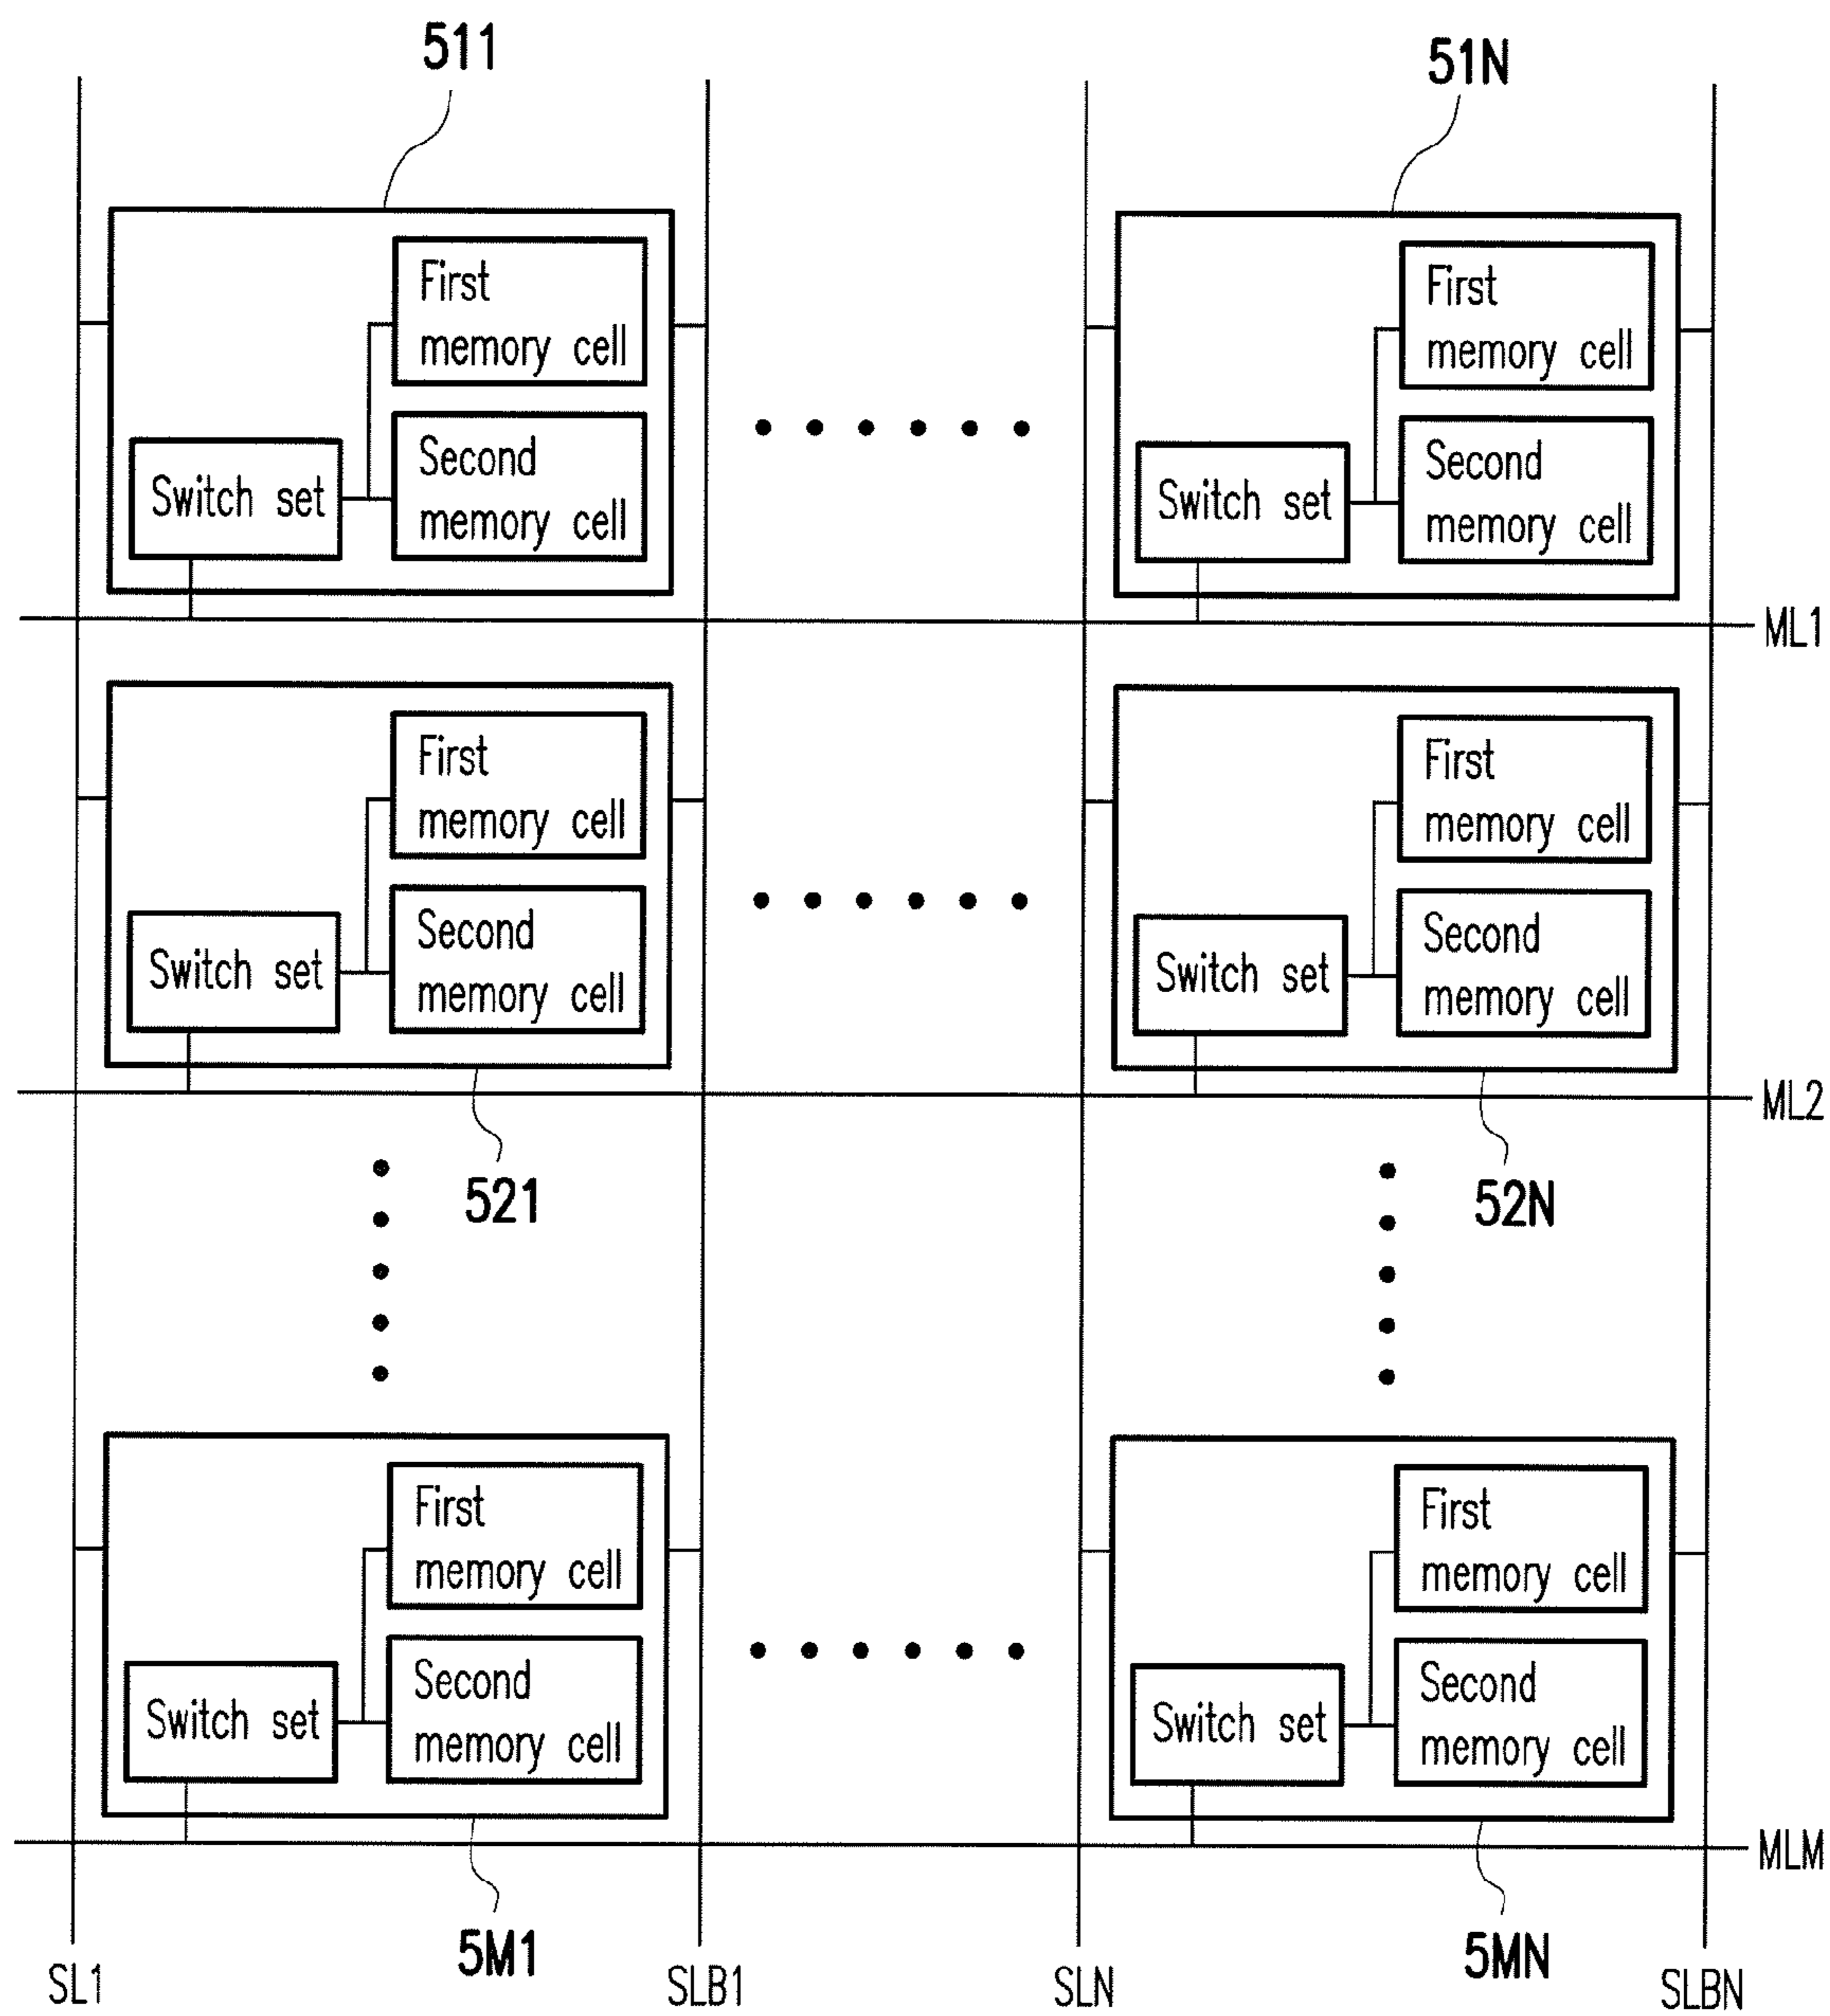 511
51N
First
memory cell
Second
memory cell
Switch set
First
memory cell
Second
memory cell
Switch set
ML1
First
memory cell
Second
memory cell
Switch set
First
memory cell
Second
memory cell
Switch set
ML2
521
52N
First
memory cell
Second
memory cell
Switch set
First
memory cell
Second
memory cell
Switch set
MLM
5M1
5MN
SL1
SLB1
SLN
SLBN